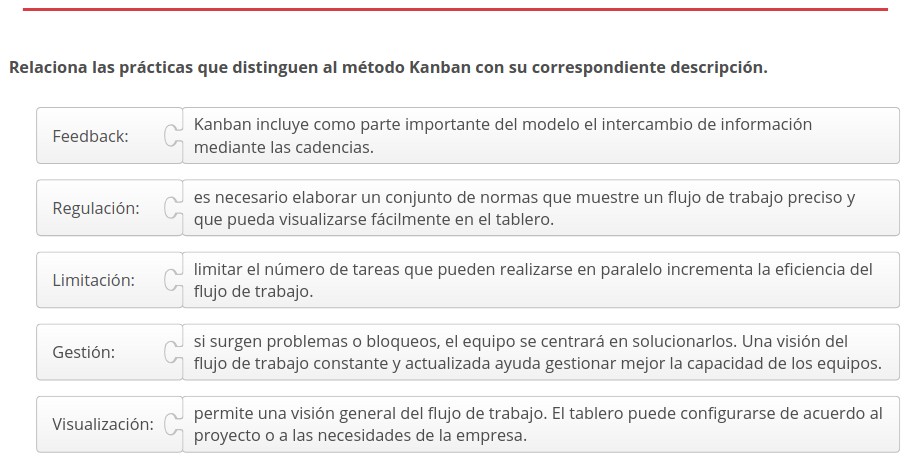 Relaciona las prácticas que distinguen al método Kanban con su correspondiente descripción.
Feedback:
Kanban incluye como parte importante del modelo el intercambio de información
mediante las cadencias.
Regulación:
es necesario elaborar un conjunto de normas que muestre un flujo de trabajo preciso y
que pueda visualizarse fácilmente en el tablero.
Limitación:
limitar el número de tareas que pueden realizarse en paralelo incrementa la eficiencia del
flujo de trabajo.
Gestión:
si surgen problemas o bloqueos, el equipo se centrará en solucionarlos. Una visión del
flujo de trabajo constante y actualizada ayuda gestionar mejor la capacidad de los equipos.
Visualización:
permite una visión general del flujo de trabajo. El tablero puede configurarse de acuerdo al
proyecto o a las necesidades de la empresa.